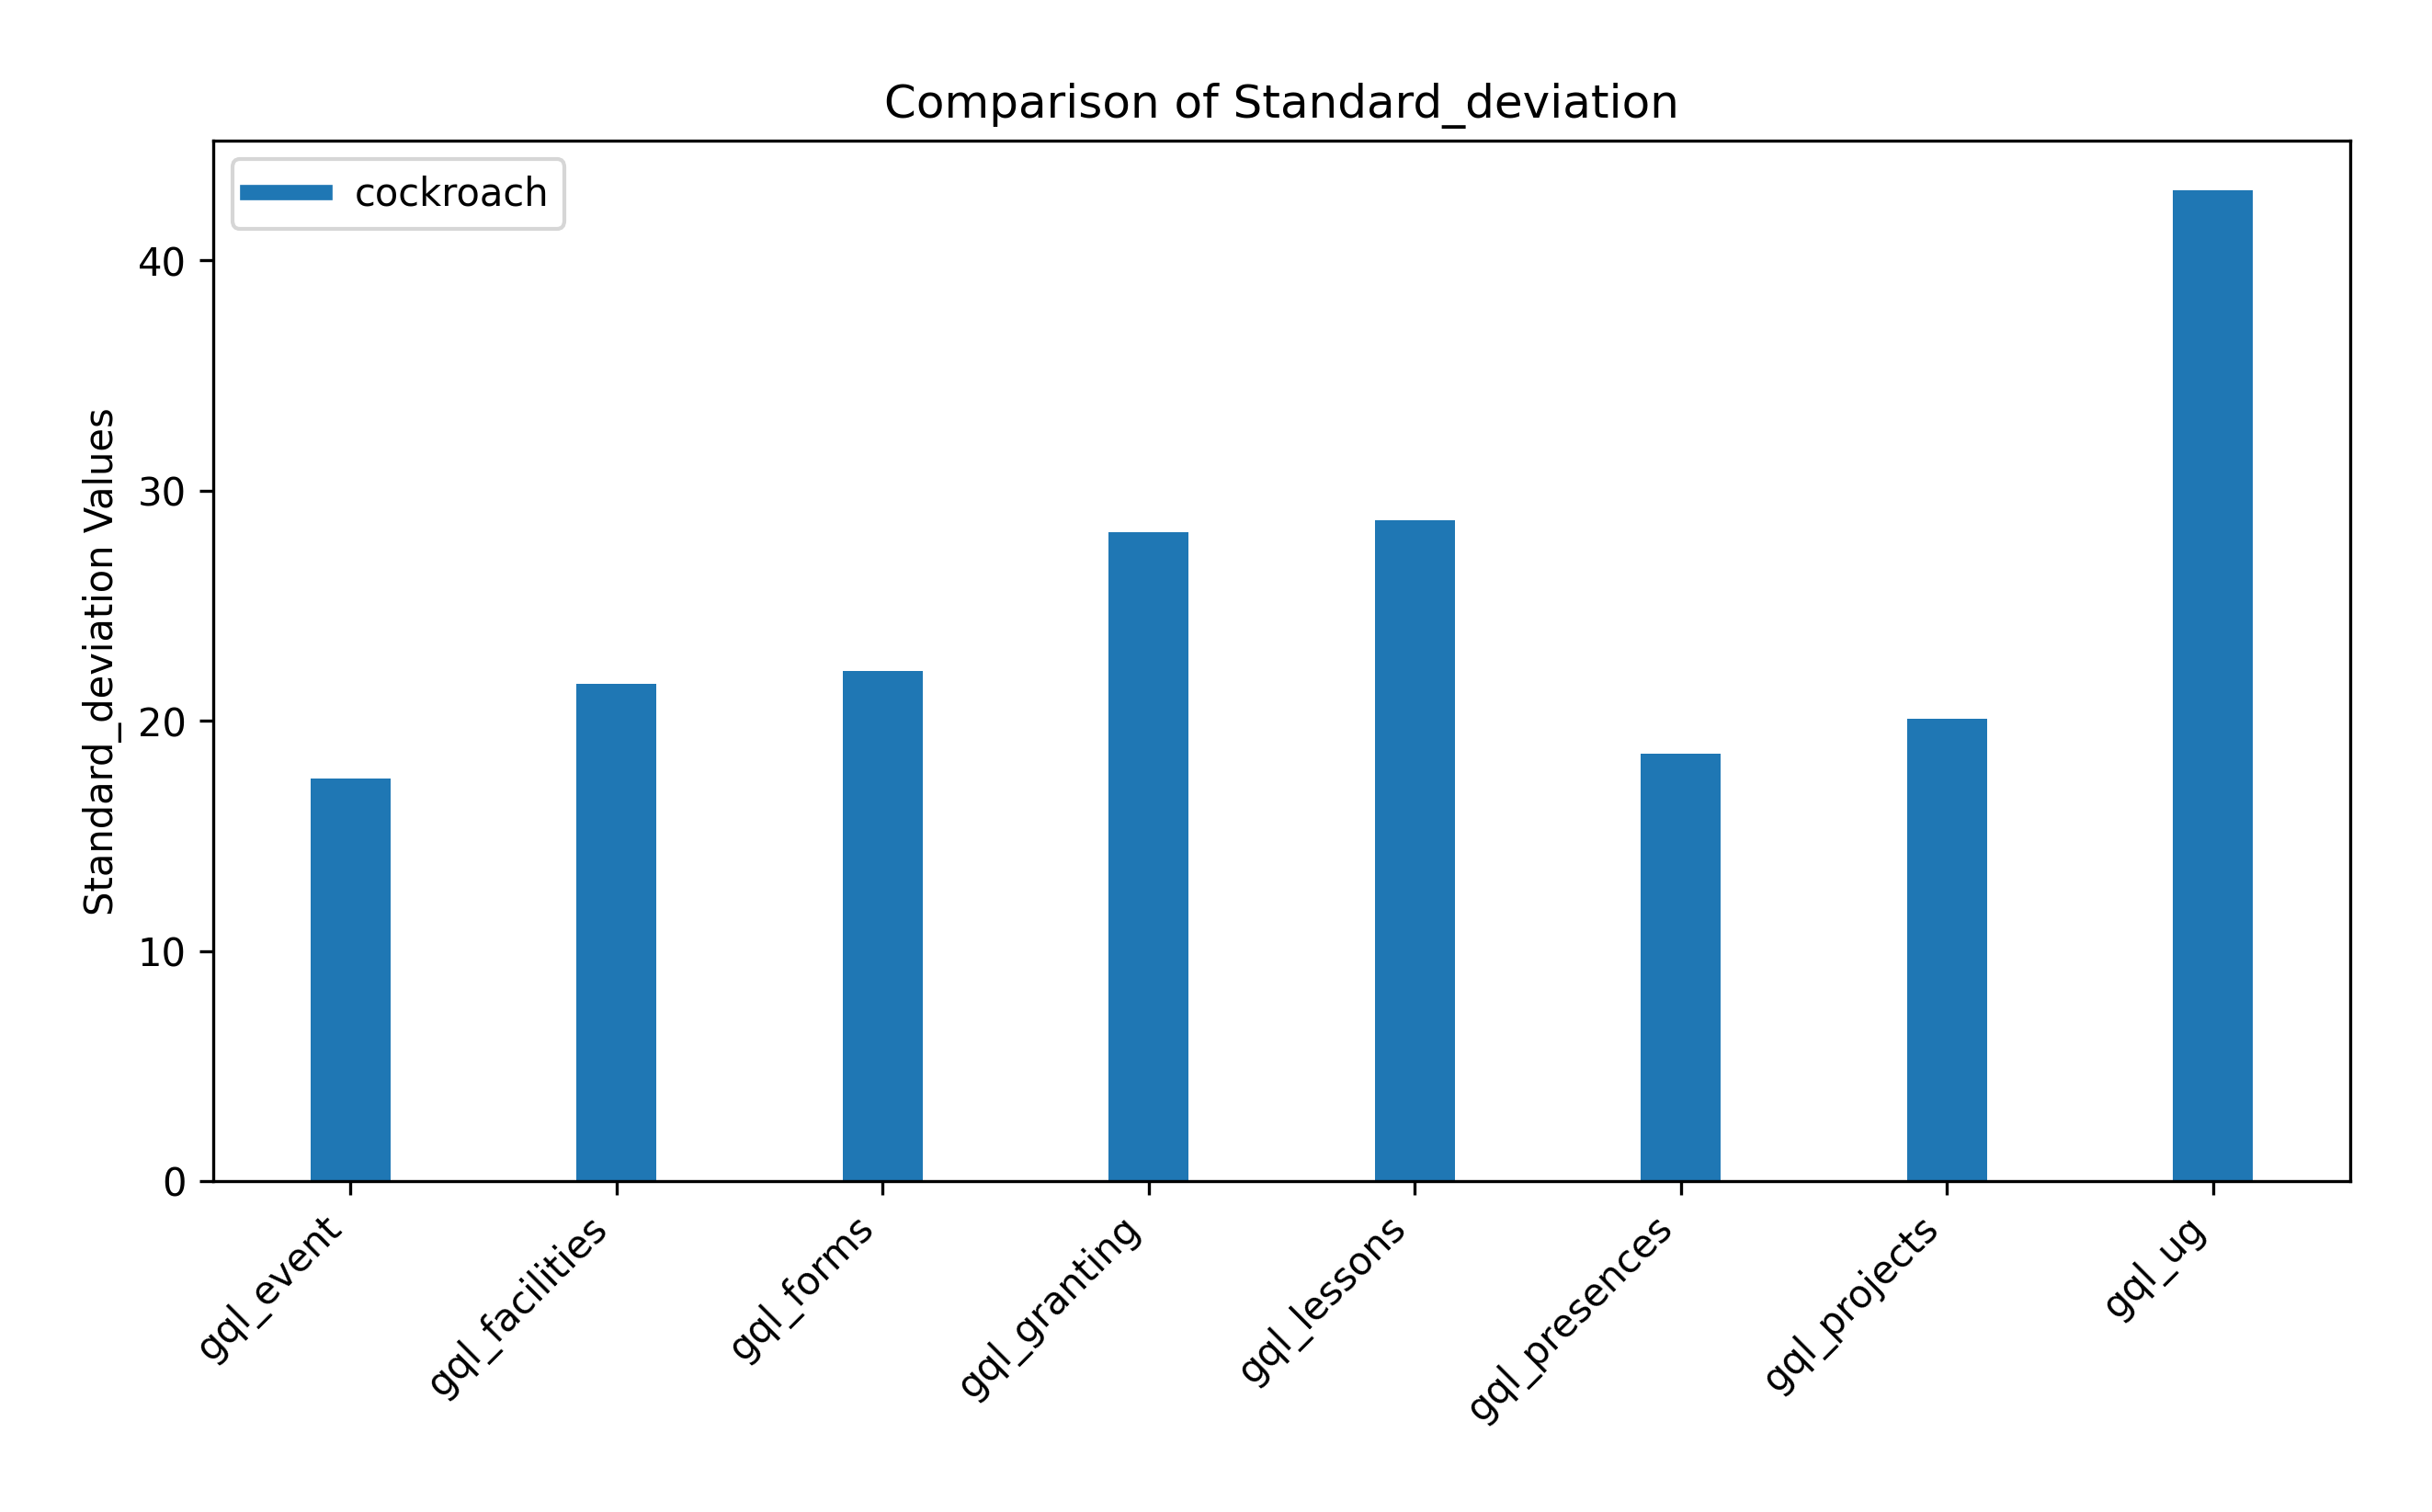 Comparison of Standard_deviation
cockroach
Standard_deviation Values
40
30
20
10
0
gql_event
gql_facilities
gql_forms
gql_granting
gql_lessons
gql_presences
gql_projects
gql_ug